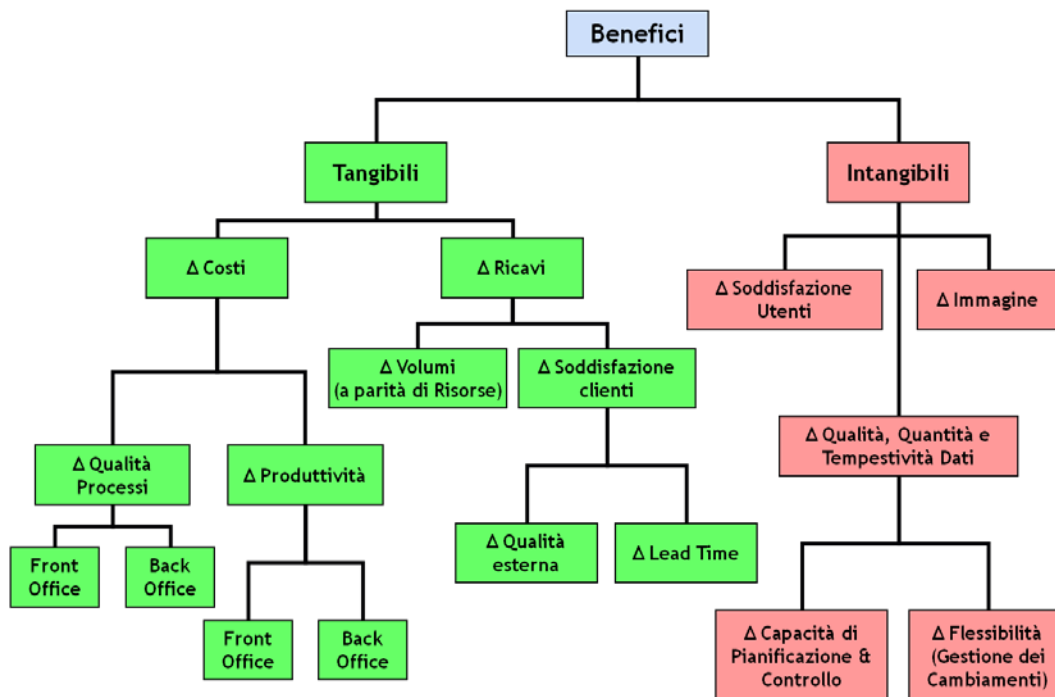 Benefici
Tangibili
Intangibili
Δ Costi
Δ Ricavi
Δ Soddisfazione
Utenti
Δ Immagine
Δ Volumi
(a parità di Risorse)
Δ Soddisfazione
clienti
Δ Qualità
Processi
Δ Produttività
Δ Qualità, Quantità e
Tempestività Dati
Front
Office
Back
Office
Δ Qualità
esterna
Δ Lead Time
Front
Office
Back
Office
Δ Capacità di
Pianificazione &
Controllo
Δ Flessibilità
(Gestione dei
Cambiamenti)